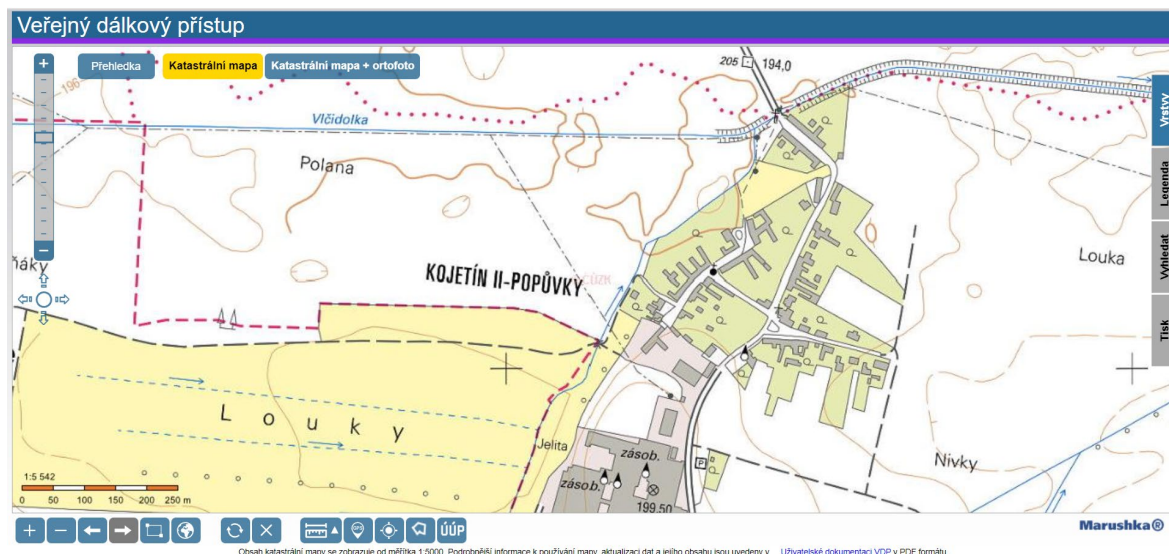 Veřejný dálkový přístup
Přehledka
Katastrální mapa
Katastrální mapa + ortofoto
205
194,0
196
Vrstvy
Vlčidolka
Polana
Legenda
Louka
Vyhledat
ňáky
KOJETÍN II-POPŮVKY
ČÚZK
Tisk
Louky
Jelita
zásob.
Nivky
P
zásob.
199.50
1:5 542
0 50 100 150 200 250 m
GPS
ÚÚP
Marushka®
Obsah katastrální mapy se zobrazuje od měřítka 1:5000. Podrobnější informace k používání mapy, aktualizaci dat a jejího obsahu jsou uvedeny v Uživatelské dokumentaci VDP v PDF formátu.